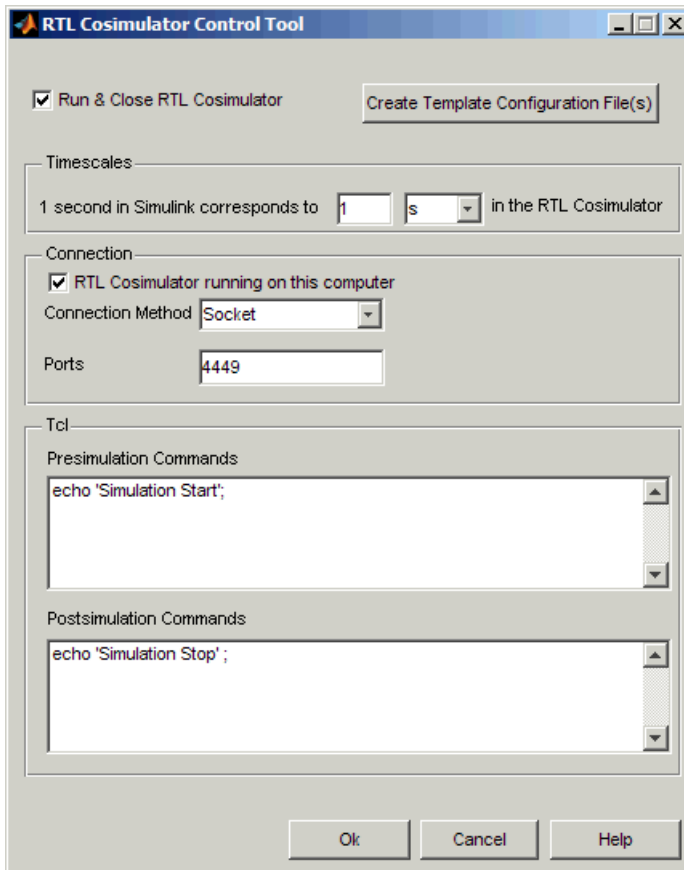 RTL Cosimulator Control Tool
Run & Close RTL Cosimulator
Create Template Configuration File(s)
Timescales
1 second in Simulink corresponds to 1 s in the RTL Cosimulator
Connection
RTL Cosimulator running on this computer
Connection Method Socket
Ports 4449
Tcl
Presimulation Commands
echo 'Simulation Start';
Postsimulation Commands
echo 'Simulation Stop' ;
Ok Cancel Help